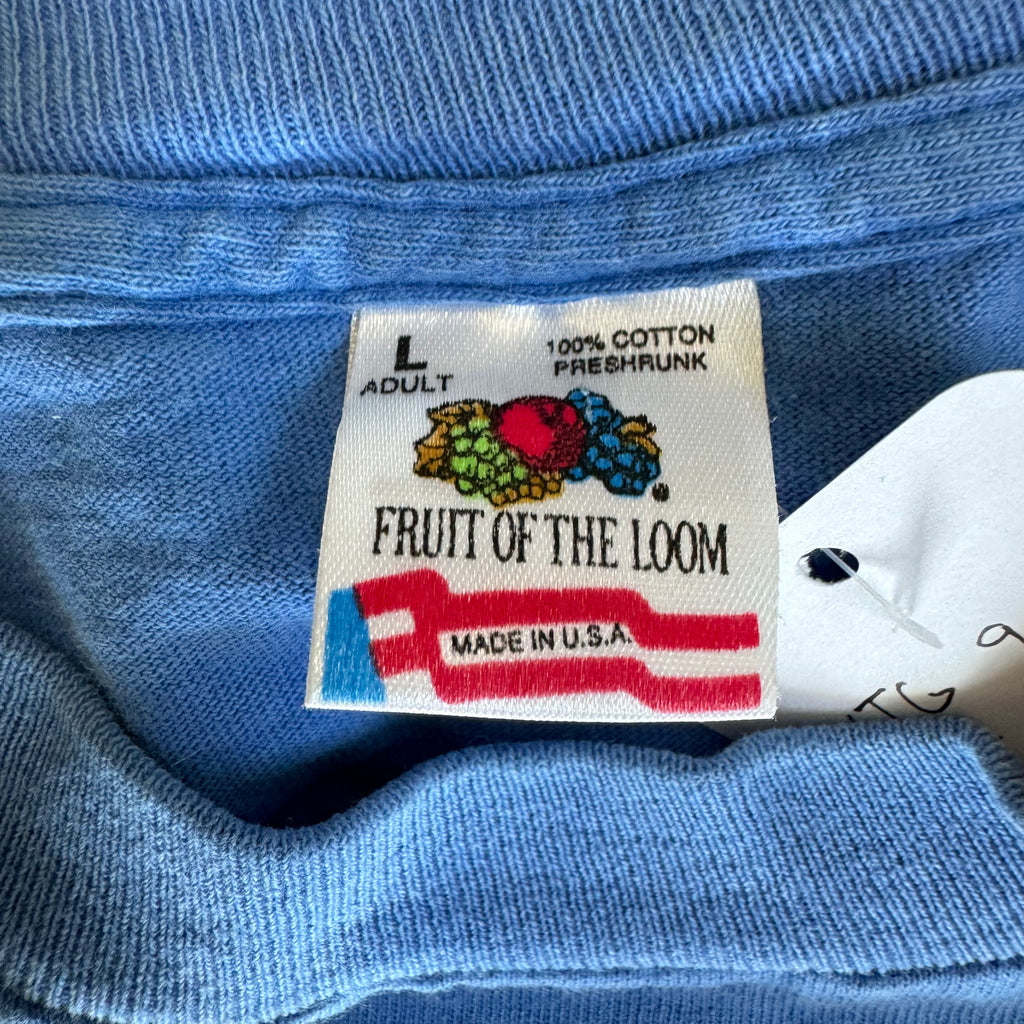 L
ADULT
100% COTTON
PRESHRUNK
FRUIT OF THE LOOM
MADE IN U.S.A.